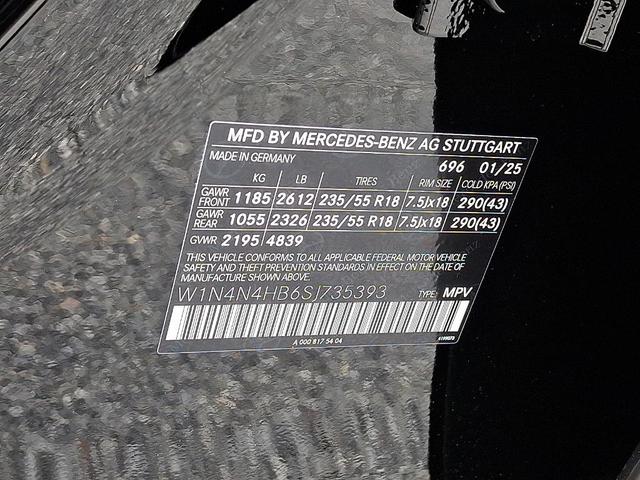 MFD BY MERCEDES-BENZ AG STUTTGART
MADE IN GERMANY 696 01/25
KG LB TIRES RIM SIZE COLD KPA(PSI)
GAWR FRONT 1185 2612 235/55 R18 7.5Jx18 290(43)
GAWR REAR 1055 2326 235/55 R18 7.5Jx18 290(43)
GVWR 2195 4839
THIS VEHICLE CONFORMS TO ALL APPLICABLE FEDERAL MOTOR VEHICLE
SAFETY AND THEFT PREVENTION STANDARDS IN EFFECT ON THE DATE OF
MANUFACTURE SHOWN ABOVE.
W1N4N4HB6SJ735393 TYPE: MPV
A 000 817 54 04